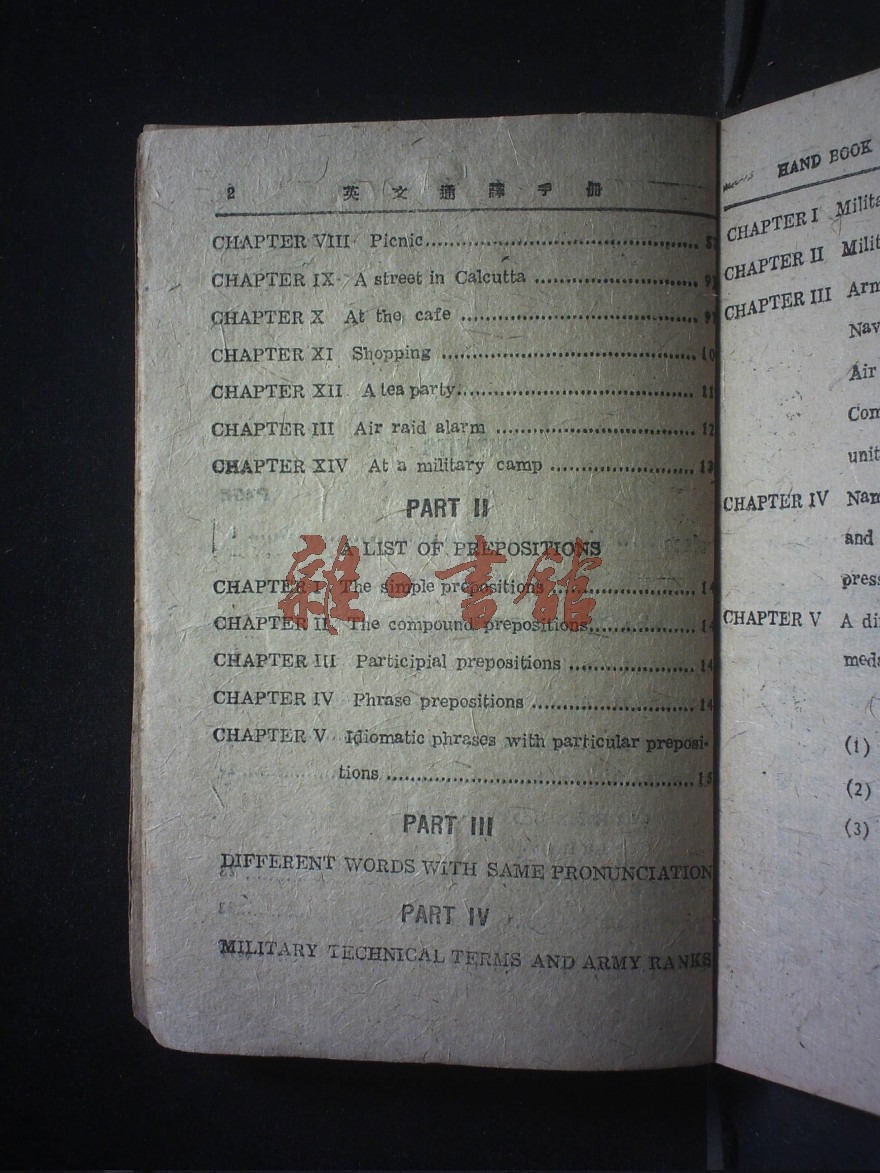 2 英文通譯手册
CHAPTER VIII Picnic
CHAPTER IX A street in Calcutta
CHAPTER X At the cafe
CHAPTER XI Shopping
CHAPTER XII A tea party
CHAPTER III Air raid alarm
CHAPTER XIV At a military camp
PART II
A LIST OF PREPOSITIONS
CHAPTER I The simple prepositions
CHAPTER II The compound prepositions
CHAPTER III Participial prepositions
CHAPTER IV Phrase prepositions
CHAPTER V Idiomatic phrases with particular preposi-
tions
PART III
DIFFERENT WORDS WITH SAME PRONUNCIATION
PART IV
MILITARY TECHNICAL TERMS AND ARMY RANKS
雜·書館
HAND BOOK
CHAPTER I Milita
CHAPTER II Milit
CHAPTER III Arm
Nav
Air
Com
unit
CHAPTER IV Nam
and
press
CHAPTER V A di
meda
(1)
(2)
(3)